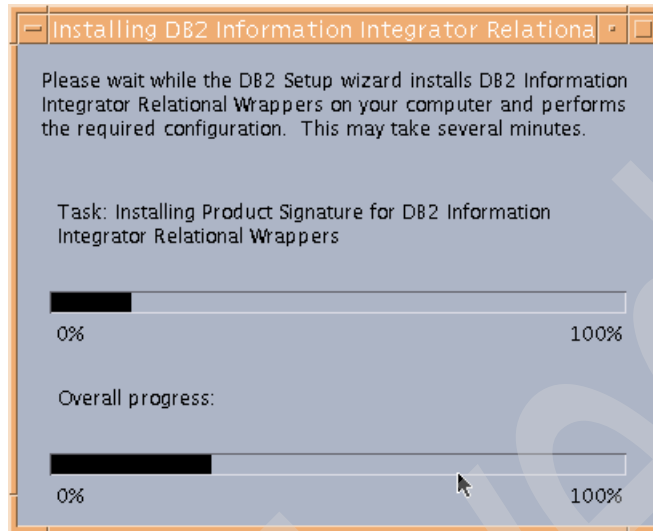 Installing DB2 Information Integrator Relationa
Please wait while the DB2 Setup wizard installs DB2 Information
Integrator Relational Wrappers on your computer and performs
the required configuration. This may take several minutes.
Task: Installing Product Signature for DB2 Information
Integrator Relational Wrappers
0% 100%
Overall progress:
0% 100%